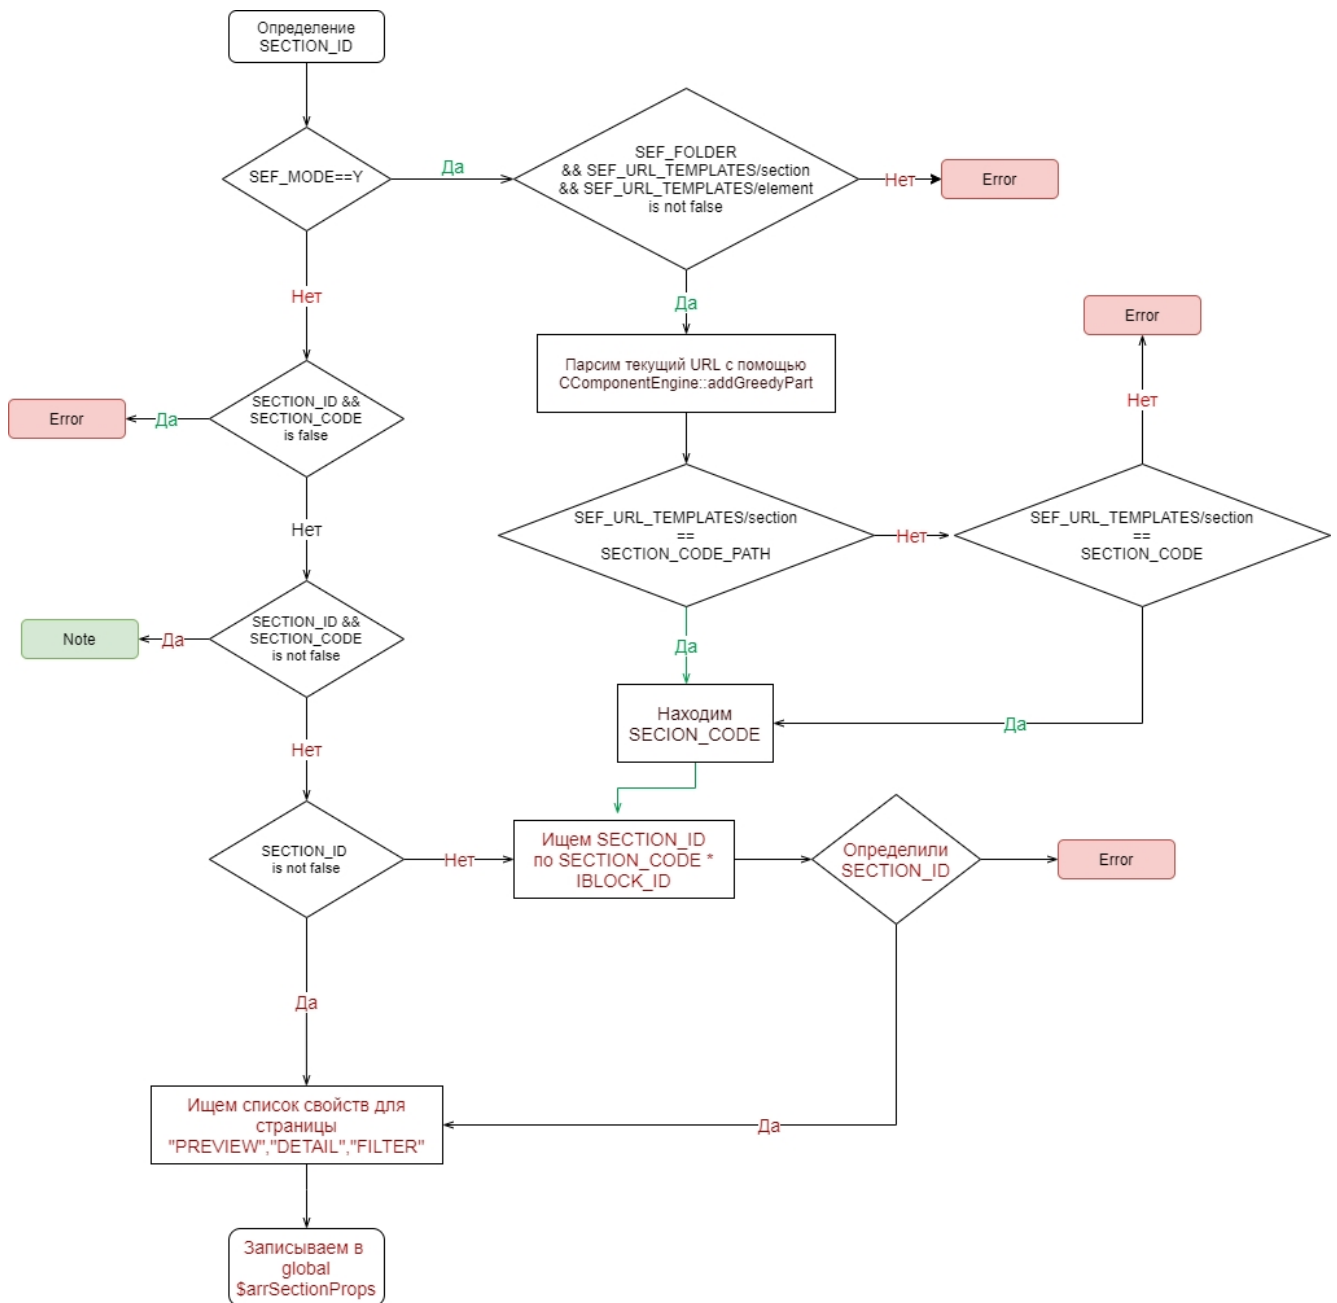 Определение
SECTION_ID
SEF_MODE==Y
Да
SEF_FOLDER
&& SEF_URL_TEMPLATES/section
&& SEF_URL_TEMPLATES/element
is not false
Нет
Error
Нет
Да
Парсим текущий URL с помощью
CComponentEngine::addGreedyPart
Error
Нет
SECTION_ID &&
SECTION_CODE
is false
Да
Error
Нет
SEF_URL_TEMPLATES/section
==
SECTION_CODE_PATH
Нет
SEF_URL_TEMPLATES/section
==
SECTION_CODE
SECTION_ID &&
SECTION_CODE
is not false
Да
Note
Да
Находим
SECION_CODE
Да
Нет
SECTION_ID
is not false
Нет
Ищем SECTION_ID
по SECTION_CODE *
IBLOCK_ID
Определили
SECTION_ID
Error
Да
Ищем список свойств для
страницы
"PREVIEW","DETAIL","FILTER"
Да
Записываем в
global
$arrSectionProps